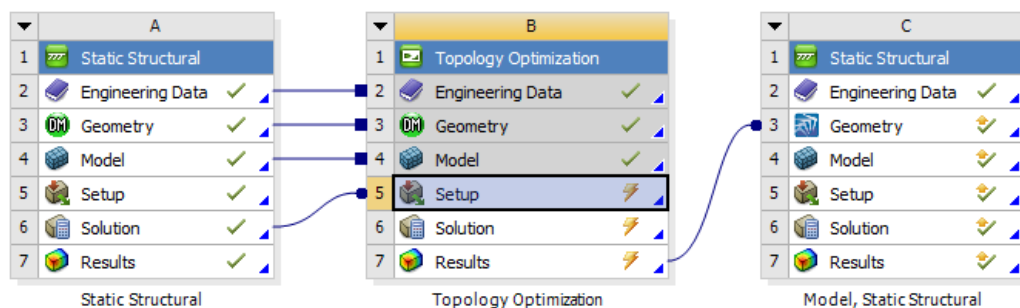 A
1 Static Structural
2 Engineering Data
3 DM Geometry
4 Model
5 Setup
6 Solution
7 Results
Static Structural
B
1 Topology Optimization
2 Engineering Data
3 DM Geometry
4 Model
5 Setup
6 Solution
7 Results
Topology Optimization
C
1 Static Structural
2 Engineering Data
3 Geometry
4 Model
5 Setup
6 Solution
7 Results
Model, Static Structural